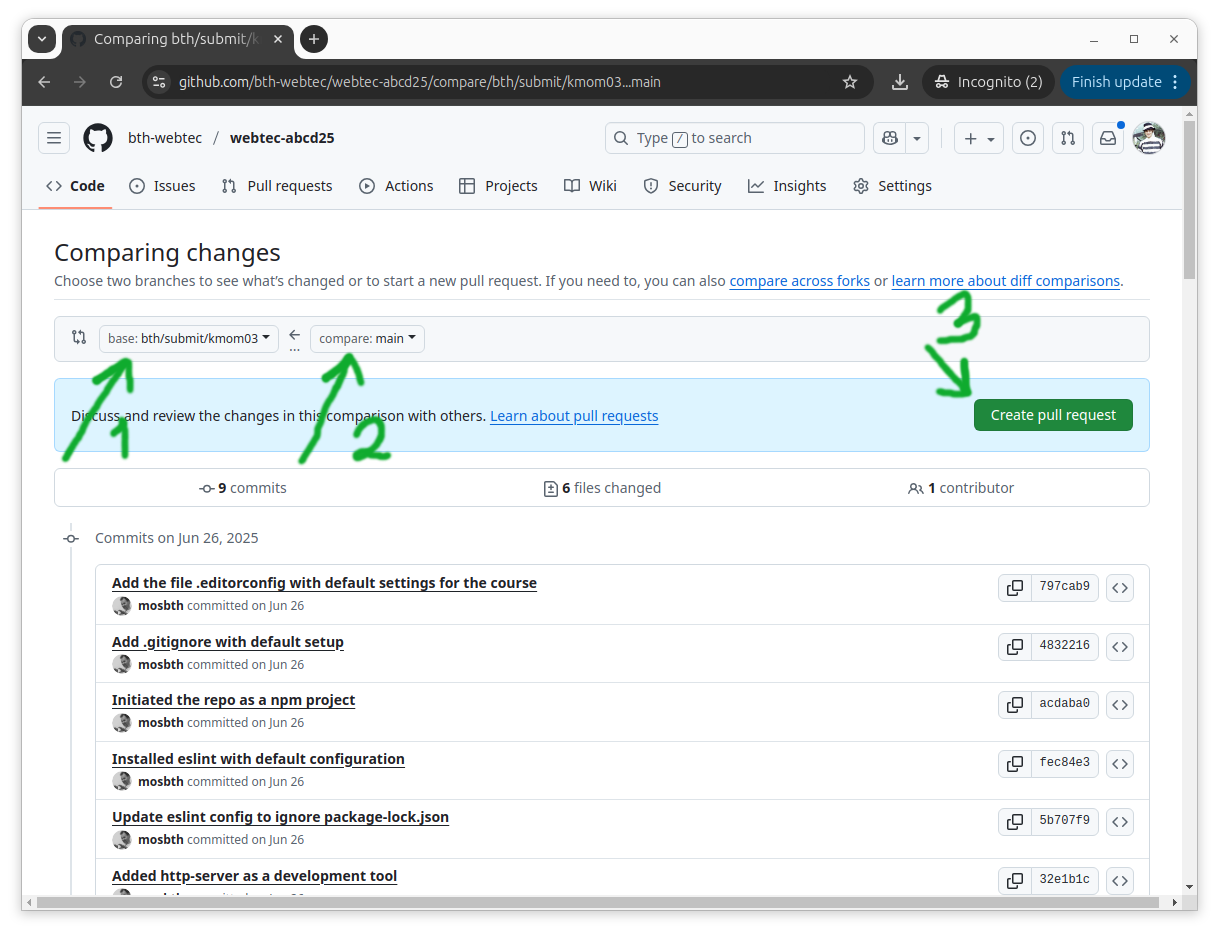 Comparing bth/submit/k
github.com/bth-webtec/webtec-abcd25/compare/bth/submit/kmom03...main
Incognito (2)
Finish update
bth-webtec / webtec-abcd25
Type / to search
Code
Issues
Pull requests
Actions
Projects
Wiki
Security
Insights
Settings
Comparing changes
Choose two branches to see what's changed or to start a new pull request. If you need to, you can also compare across forks or learn more about diff comparisons.
3
base: bth/submit/kmom03
...
compare: main
Discuss and review the changes in this comparison with others. Learn about pull requests
Create pull request
1
2
9 commits
6 files changed
1 contributor
Commits on Jun 26, 2025
Add the file .editorconfig with default settings for the course
mosbth committed on Jun 26
797cab9
Add .gitignore with default setup
mosbth committed on Jun 26
4832216
Initiated the repo as a npm project
mosbth committed on Jun 26
acdaba0
Installed eslint with default configuration
mosbth committed on Jun 26
fec84e3
Update eslint config to ignore package-lock.json
mosbth committed on Jun 26
5b707f9
Added http-server as a development tool
32e1b1c